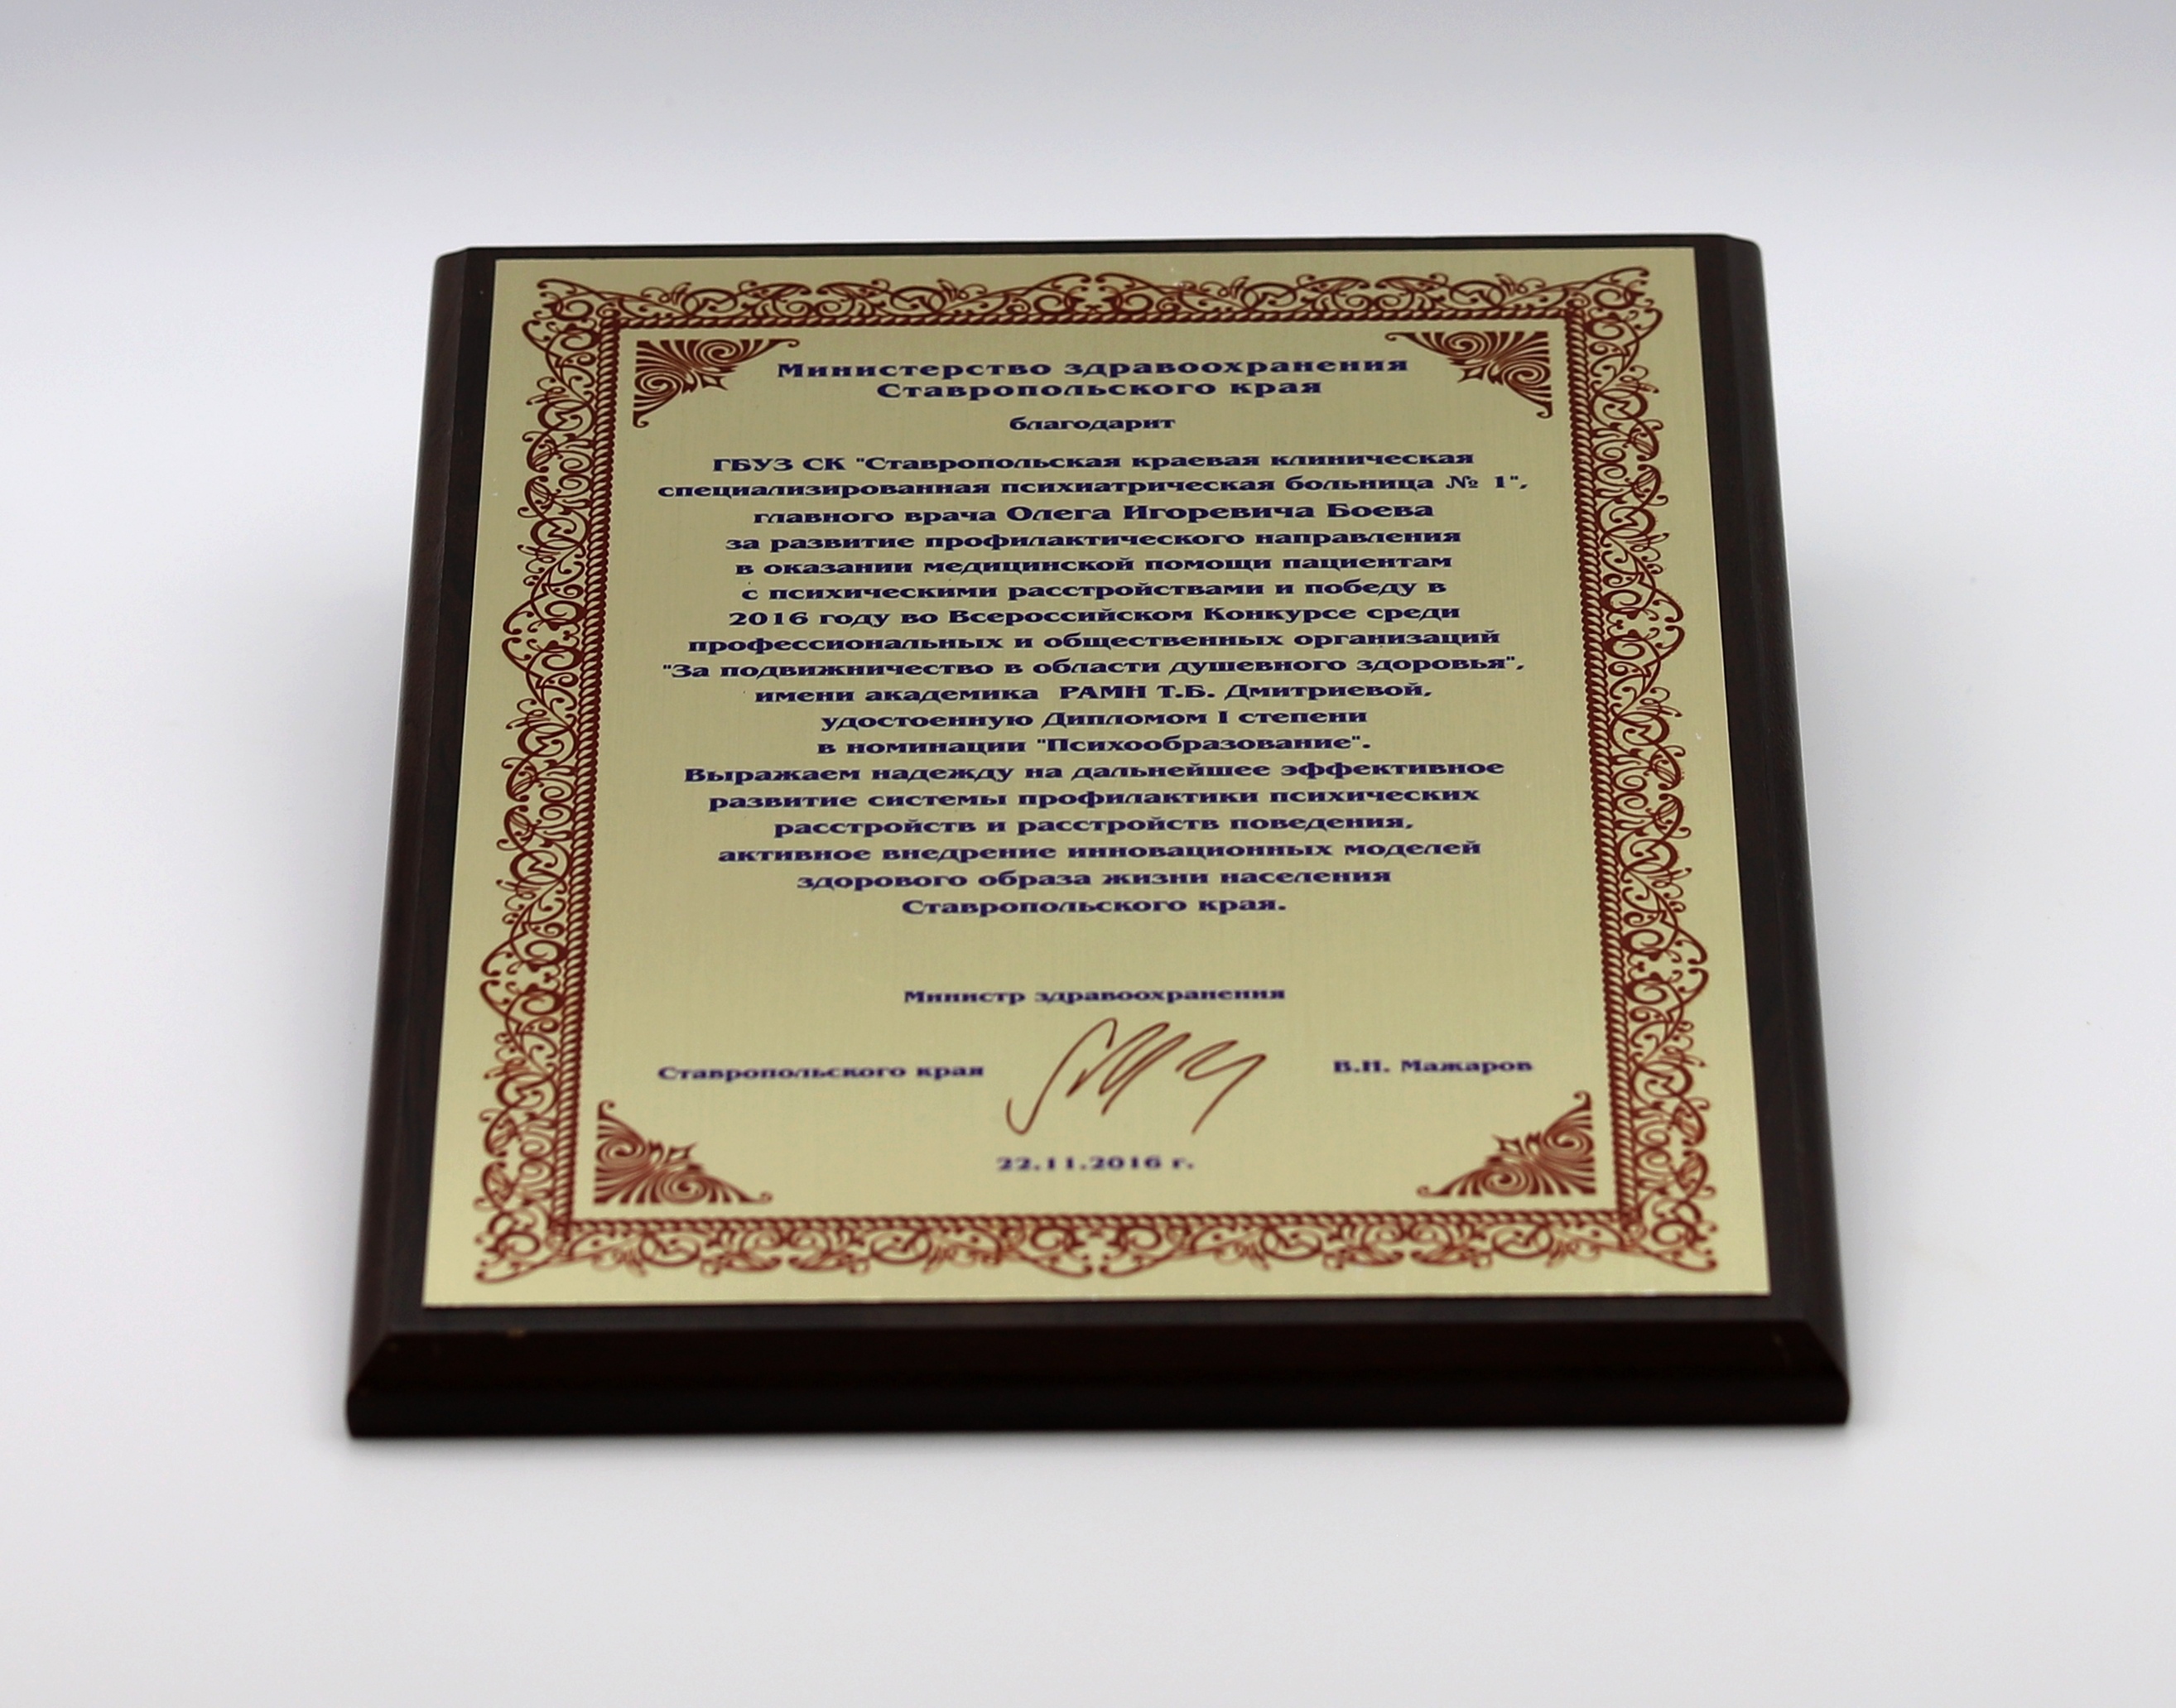 Министерство здравоохранения
Ставропольского края
благодарит
ГБУЗ СК "Ставропольская краевая клиническая
специализированная психиатрическая больница № 1",
главного врача Олега Игоревича Боева
за развитие профилактического направления
в оказании медицинской помощи пациентам
с психическими расстройствами и победу в
2016 году во Всероссийском Конкурсе среди
профессиональных и общественных организаций
"За подвижничество в области душевного здоровья",
имени академика РАМН Т.Б. Дмитриевой,
удостоенную Дипломом I степени
в номинации "Психообразование".
Выражаем надежду на дальнейшее эффективное
развитие системы профилактики психических
расстройств и расстройств поведения,
активное внедрение инновационных моделей
здорового образа жизни населения
Ставропольского края.
Министр здравоохранения
Ставропольского края В.Н. Мажаров
22.11.2016 г.